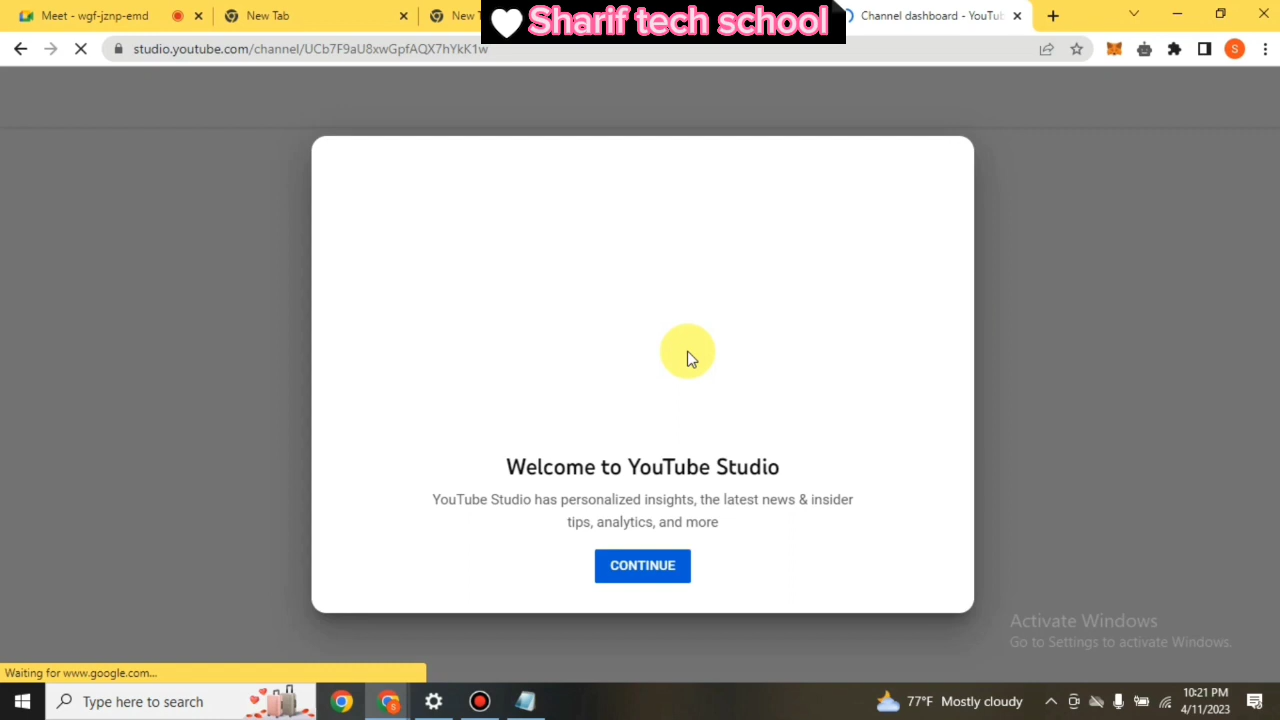 Meet - wgf-jznp-emd
New Tab
New T
Sharif tech school
Channel dashboard - YouTub
studio.youtube.com/channel/UCb7F9aU8xwGpfAQX7hYkK1w
S
Welcome to YouTube Studio
YouTube Studio has personalized insights, the latest news & insider
tips, analytics, and more
CONTINUE
Activate Windows
Go to Settings to activate Windows.
Waiting for www.google.com...
Type here to search
S
77°F Mostly cloudy
10:21 PM
4/11/2023